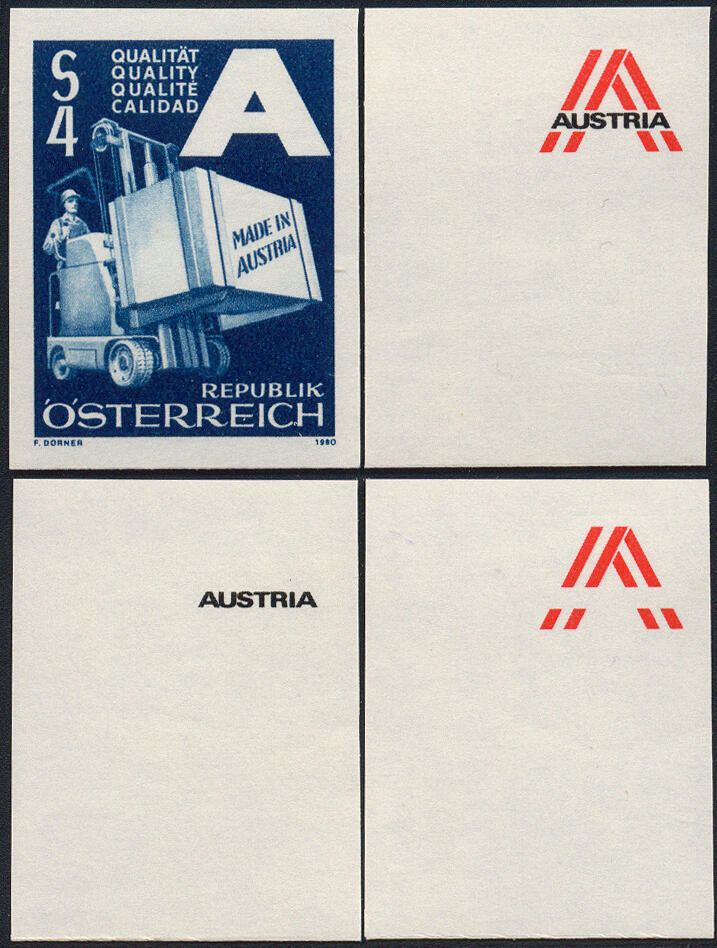 S
4
QUALITÄT
QUALITY
QUALITÉ
CALIDAD
A
MADE IN
AUSTRIA
REPUBLIK
ÖSTERREICH
F. DORNER 1980
AUSTRIA
AUSTRIA